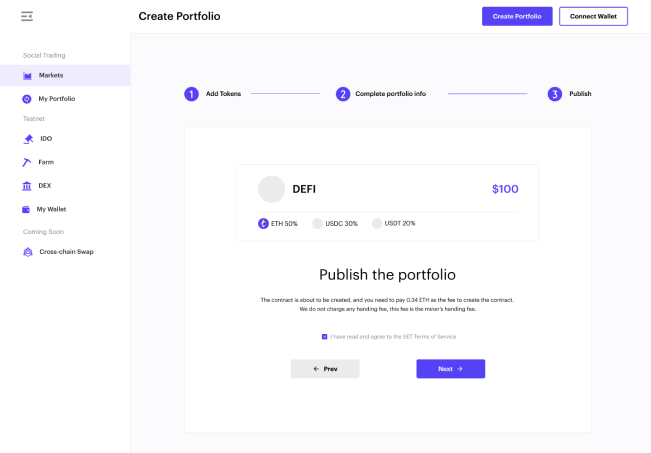 Create Portfolio
Create Portfolio
Connect Wallet
Social Trading
Markets
My Portfolio
Testnet
IDO
Farm
DEX
My Wallet
Coming Soon
Cross-chain Swap
1 Add Tokens
2 Complete portfolio info
3 Publish
DEFI
$100
ETH 50%
USDC 30%
USDT 20%
Publish the portfolio
The contract is about to be created, and you need to pay 0.34 ETH as the fee to create the contract.
We do not charge any handing fee, this fee is the miner's handing fee.
I have read and agree to the SET Terms of Service
← Prev
Next →